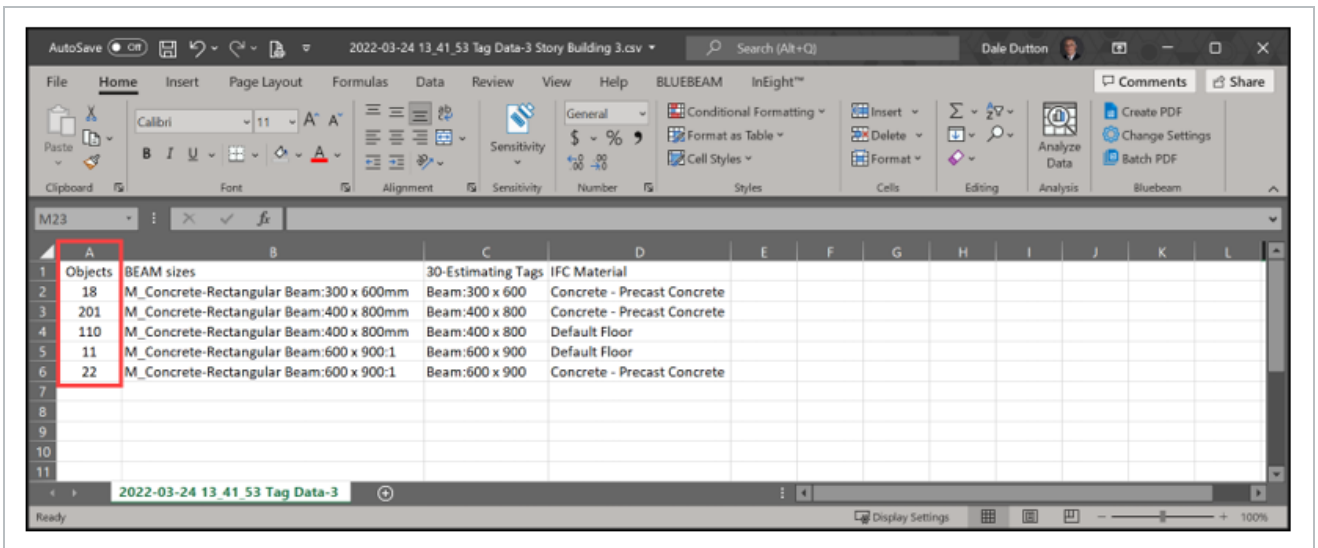 AutoSave Off 2022-03-24 13_41_53 Tag Data-3 Story Building 3.csv Search (Alt+Q) Dale Dutton
File Home Insert Page Layout Formulas Data Review View Help BLUEBEAM InEight™ Comments Share
Paste
Calibri 11 A^ A˅
B I U A
ab
Sensitivity
General
$ % 9
.00 .00
Conditional Formatting
Format as Table
Cell Styles
Insert
Delete
Format
Analyze
Data
Create PDF
Change Settings
Batch PDF
Clipboard Font Alignment Sensitivity Number Styles Cells Editing Analysis Bluebeam
M23 fx
A B C D E F G H I J K L
1 Objects BEAM sizes 30-Estimating Tags IFC Material
2 18 M_Concrete-Rectangular Beam:300 x 600mm Beam:300 x 600 Concrete - Precast Concrete
3 201 M_Concrete-Rectangular Beam:400 x 800mm Beam:400 x 800 Concrete - Precast Concrete
4 110 M_Concrete-Rectangular Beam:400 x 800mm Beam:400 x 800 Default Floor
5 11 M_Concrete-Rectangular Beam:600 x 900:1 Beam:600 x 900 Default Floor
6 22 M_Concrete-Rectangular Beam:600 x 900:1 Beam:600 x 900 Concrete - Precast Concrete
7
8
9
10
11
2022-03-24 13_41_53 Tag Data-3
Ready Display Settings 100%